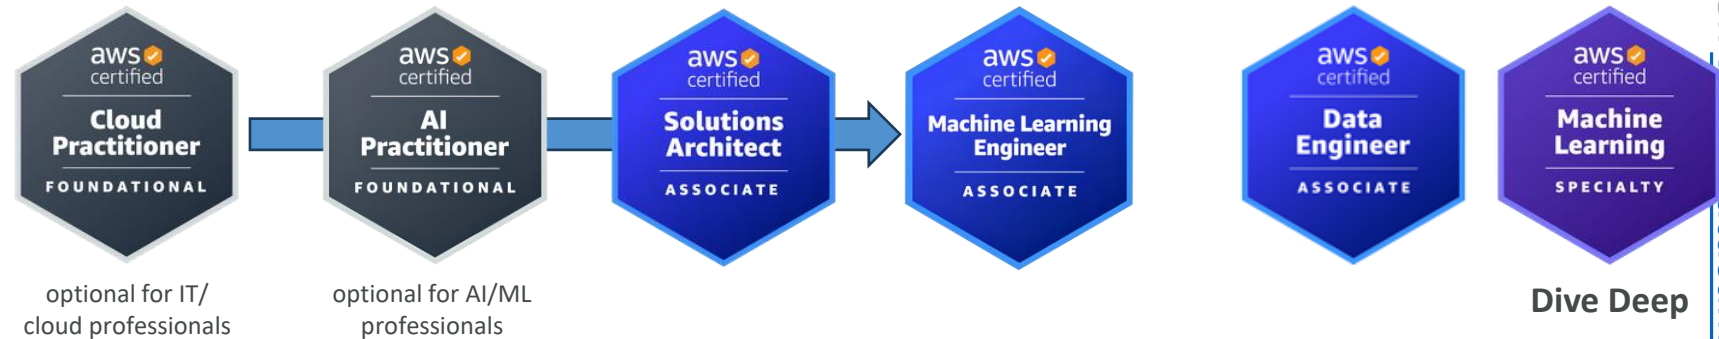 aws
certified
Cloud
Practitioner
FOUNDATIONAL
optional for IT/
cloud professionals
aws
certified
AI
Practitioner
FOUNDATIONAL
optional for AI/ML
professionals
aws
certified
Solutions
Architect
ASSOCIATE
aws
certified
Machine Learning
Engineer
ASSOCIATE
aws
certified
Data
Engineer
ASSOCIATE
aws
certified
Machine
Learning
SPECIALTY
Dive Deep